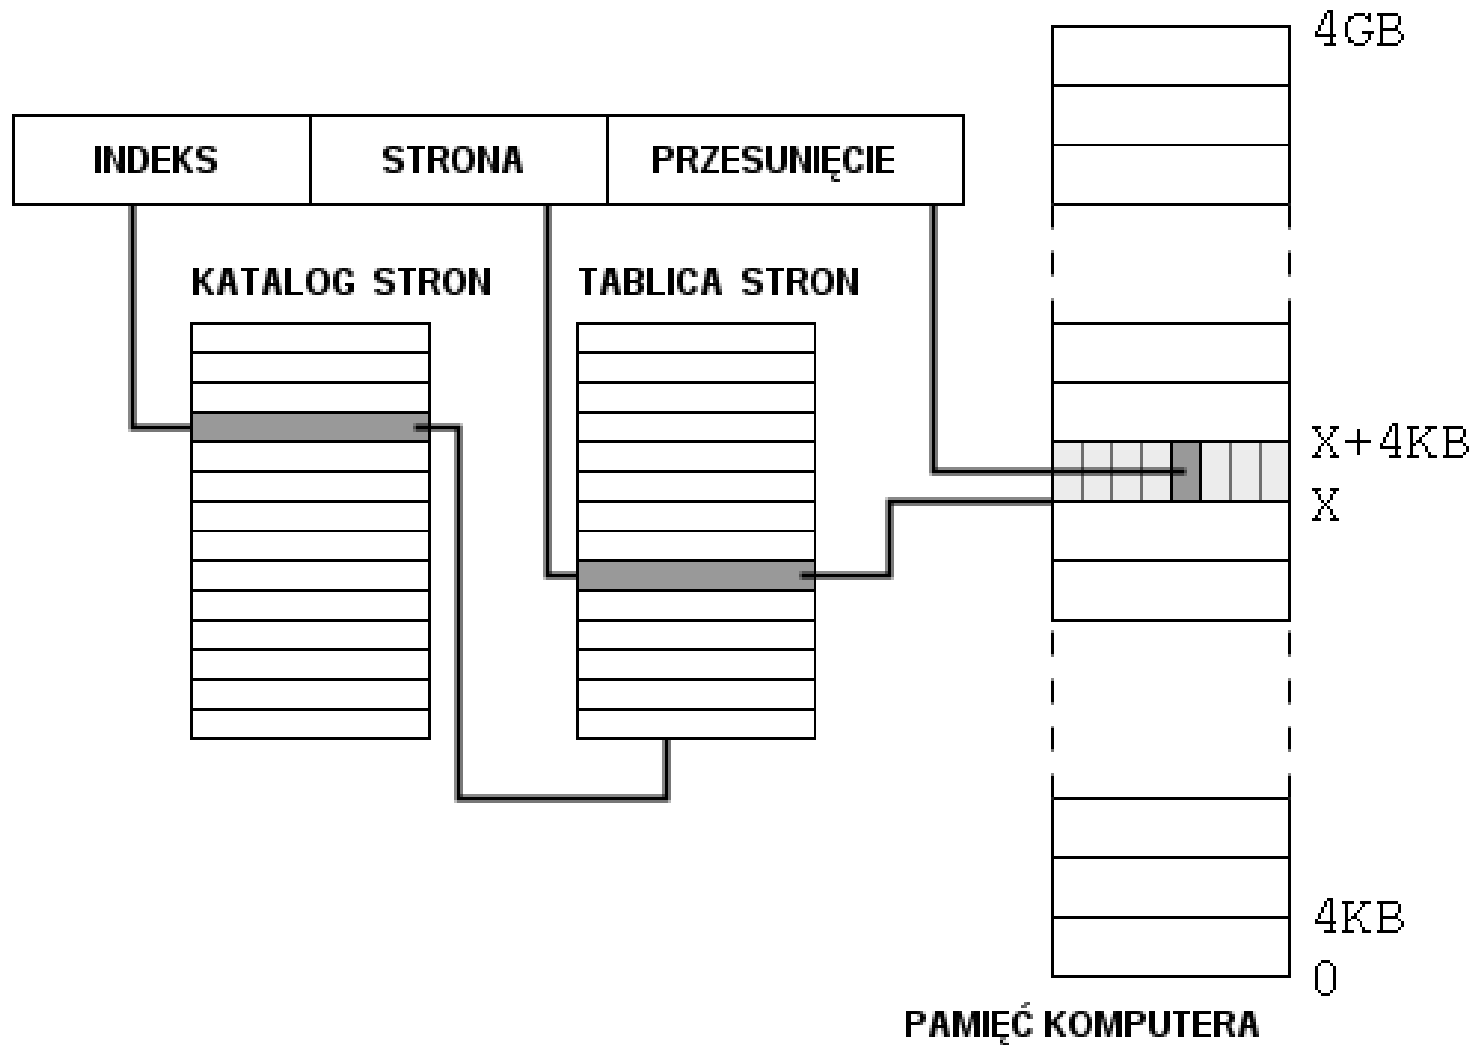 4GB
INDEKS STRONA PRZESUNIĘCIE
KATALOG STRON TABLICA STRON
X+4KB
X
4KB
0
PAMIĘĆ KOMPUTERA